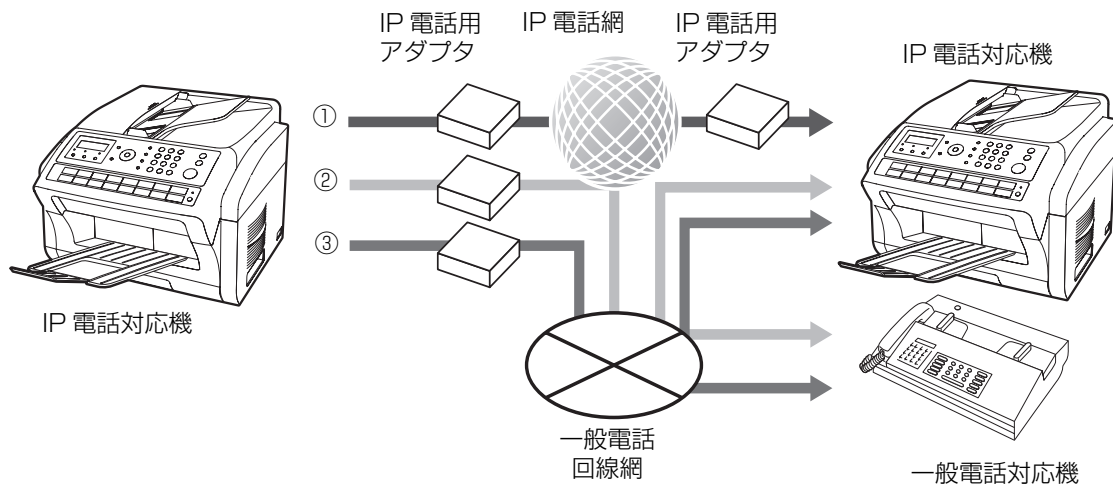 IP 電話用
アダプタ
IP 電話網
IP 電話用
アダプタ
IP 電話対応機
①
②
③
IP 電話対応機
一般電話
回線網
一般電話対応機